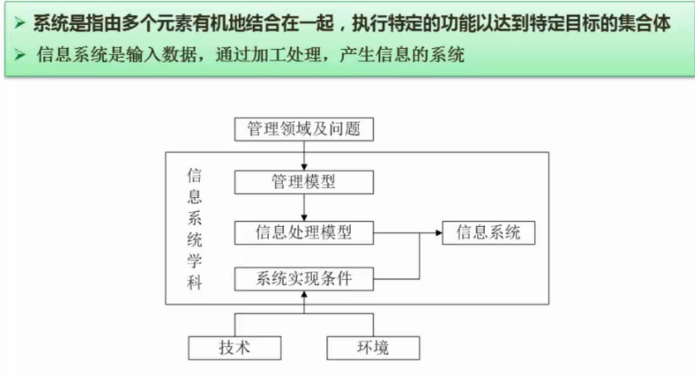 系统是指由多个元素有机地结合在一起，执行特定的功能以达到特定目标的集合体
信息系统是输入数据，通过加工处理，产生信息的系统
管理领域及问题
信息系统学科
管理模型
信息处理模型
信息系统
系统实现条件
技术
环境